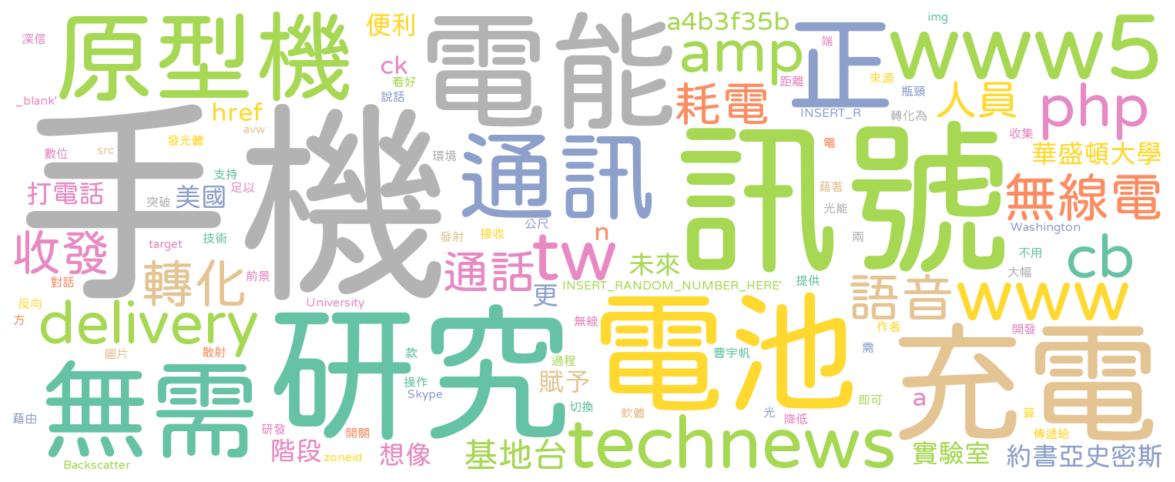 深信
原型機
便利
電能
a4b3f35b
img
ck
看好
說話
amp
端
距離
正
來源
瓶頸
www5
_blank'
href
avw
耗電
INSERT_R
人員
轉化為
php
收集
手機
發光體
src
數位
環境
通訊
訊號
電
華盛頓大學
打電話
支持
足以
突破
美國
藉著
光能
無線電
公尺
收發
技術
target
發射
接收
n
兩
Washington
對話
轉化
前景
通話
tw
未來
不用
大幅
cb
反向
University
更
INSERT_RANDOM_NUMBER_HERE'
提供
語音
www
方
delivery
研究
無線
電池
作者
開發
充電
圖片
散射
款
過程
曹宇帆
需
無需
操作
Skype
賦予
切換
軟體
光
降低
即可
a
算
藉由
研發
開關
傳遞給
階段
zoneid
想像
基地台
technews
實驗室
約書亞史密斯
Backscatter